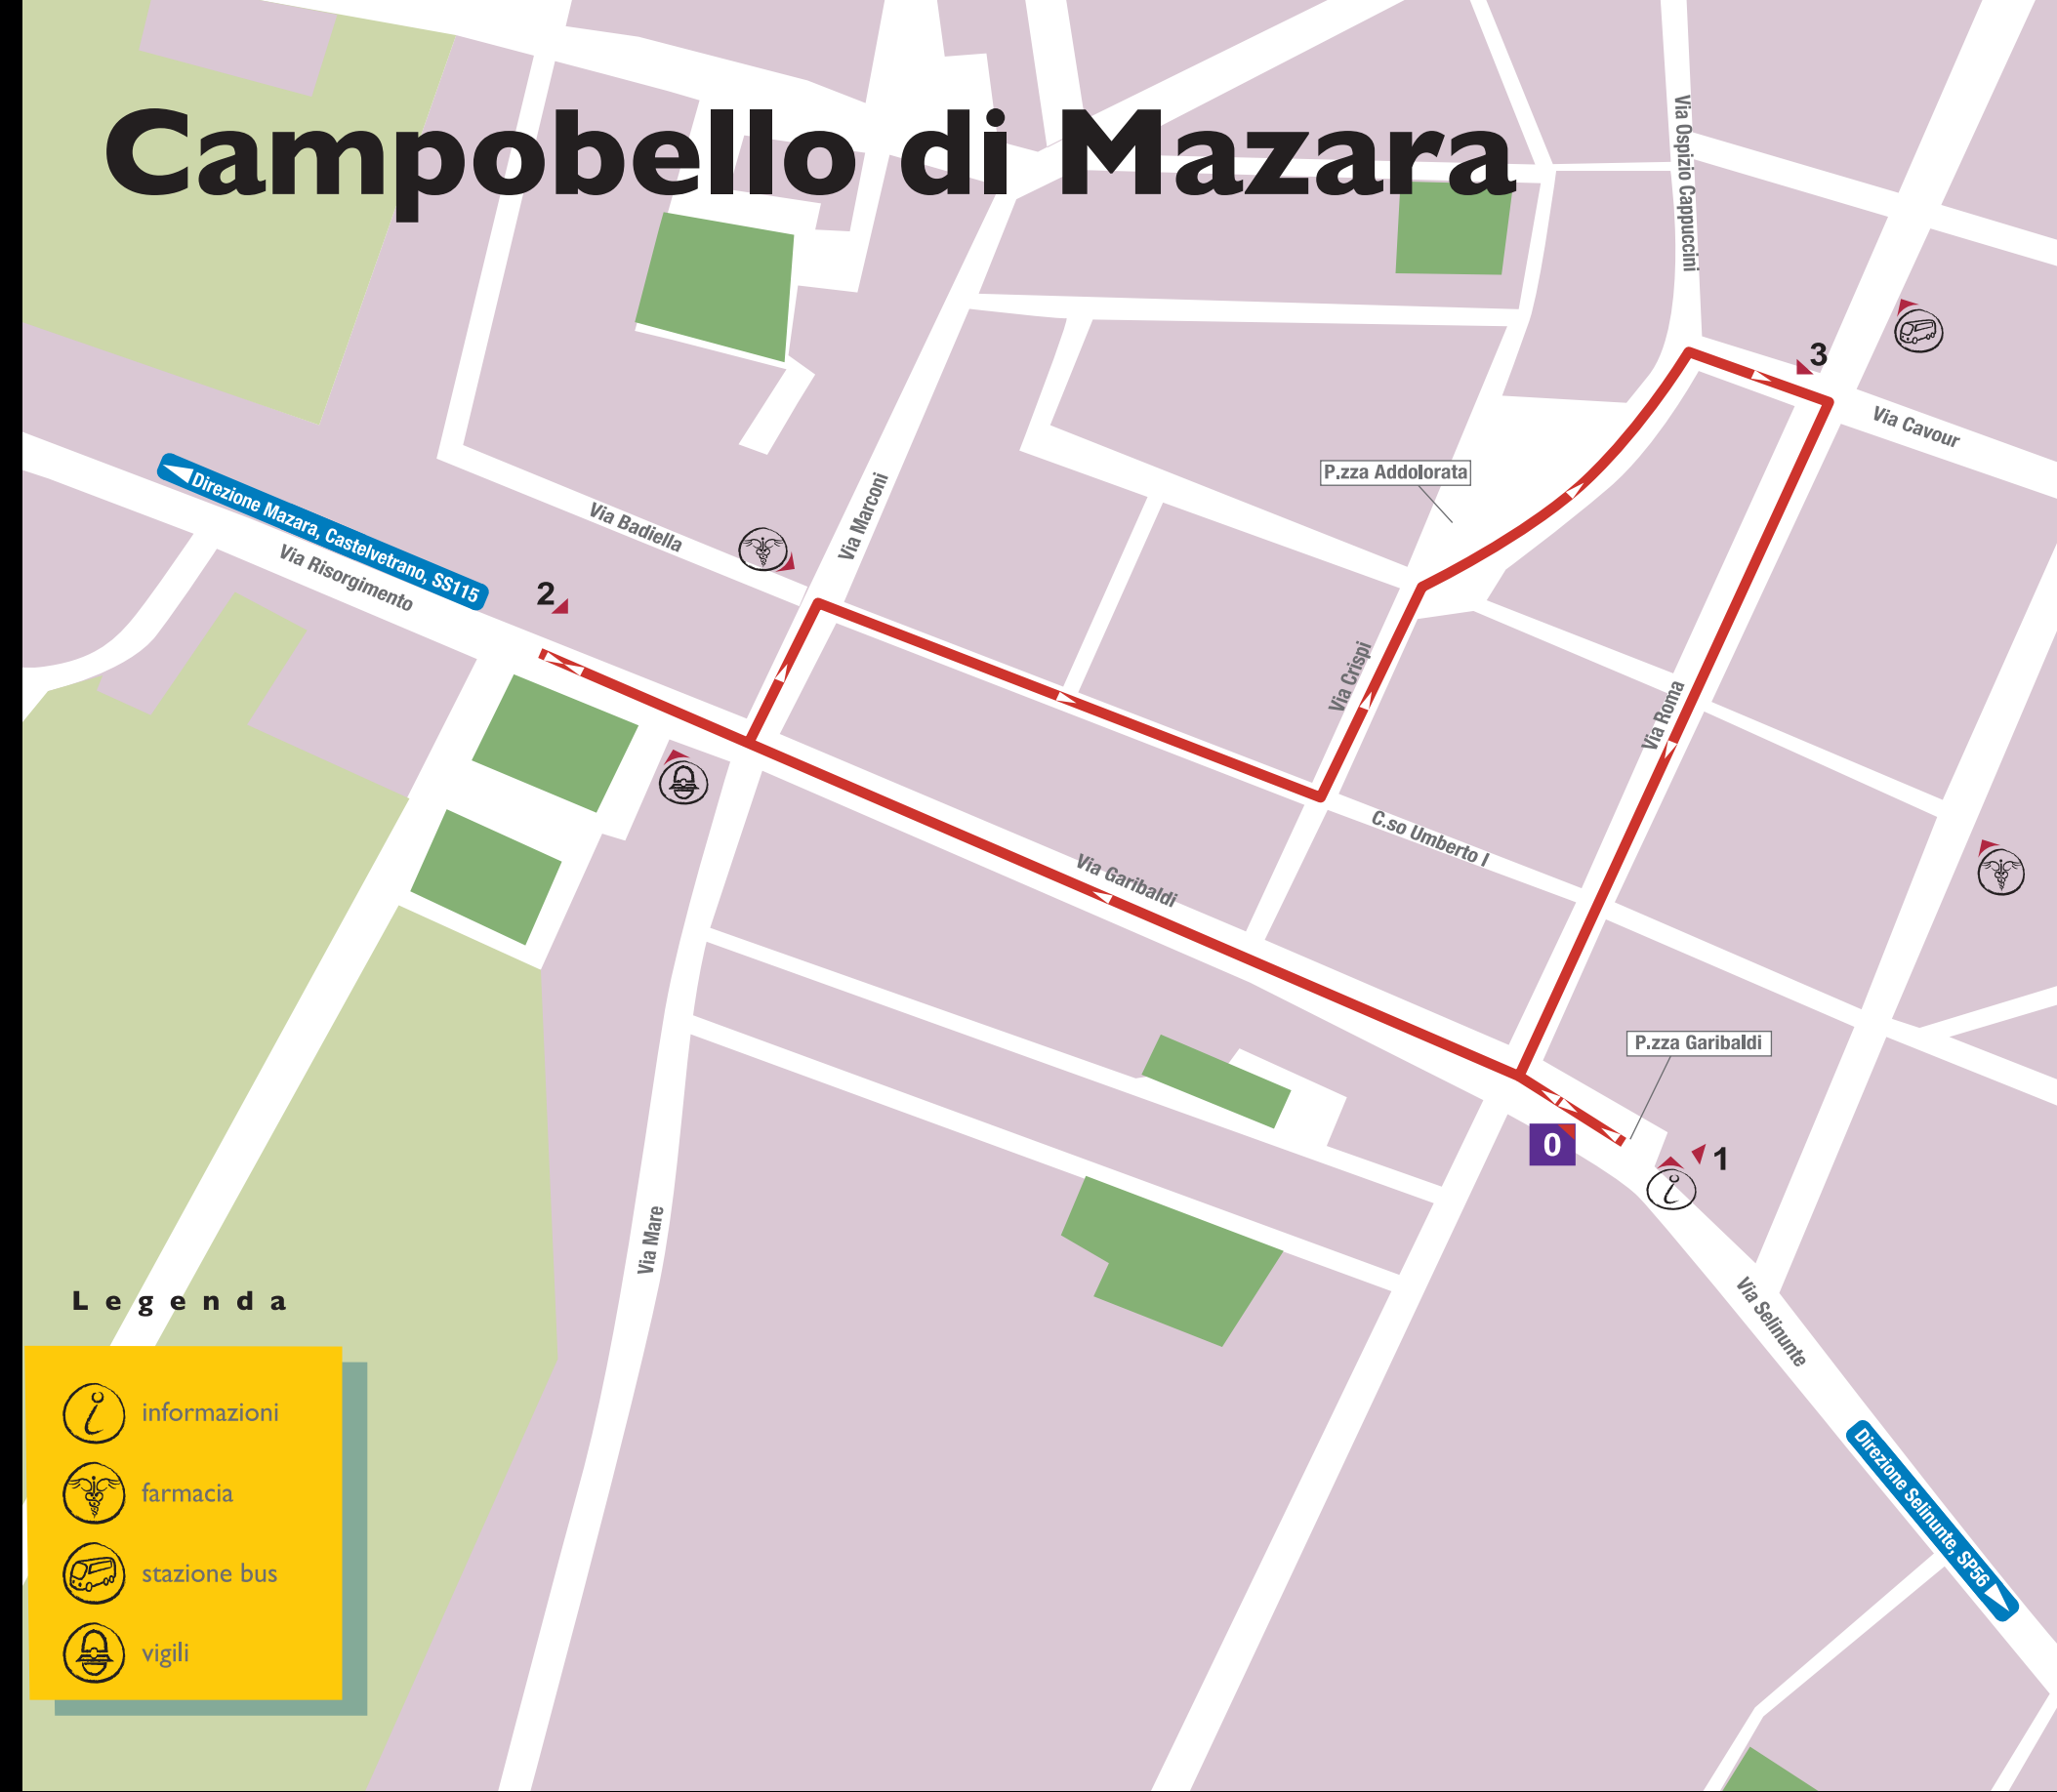 Campobello di Mazara
Via Ospizio Cappuccini
3
Via Cavour
P.zza Addolorata
Direzione Mazara, Castelvetrano, SS115
Via Risorgimento
Via Badiella
Via Marconi
2
Via Crispi
Via Roma
C.so Umberto I
Via Garibaldi
P.zza Garibaldi
0
1
Via Mare
Via Selinunte
Direzione Selinunte, SP56
Legenda
informazioni
farmacia
stazione bus
vigili